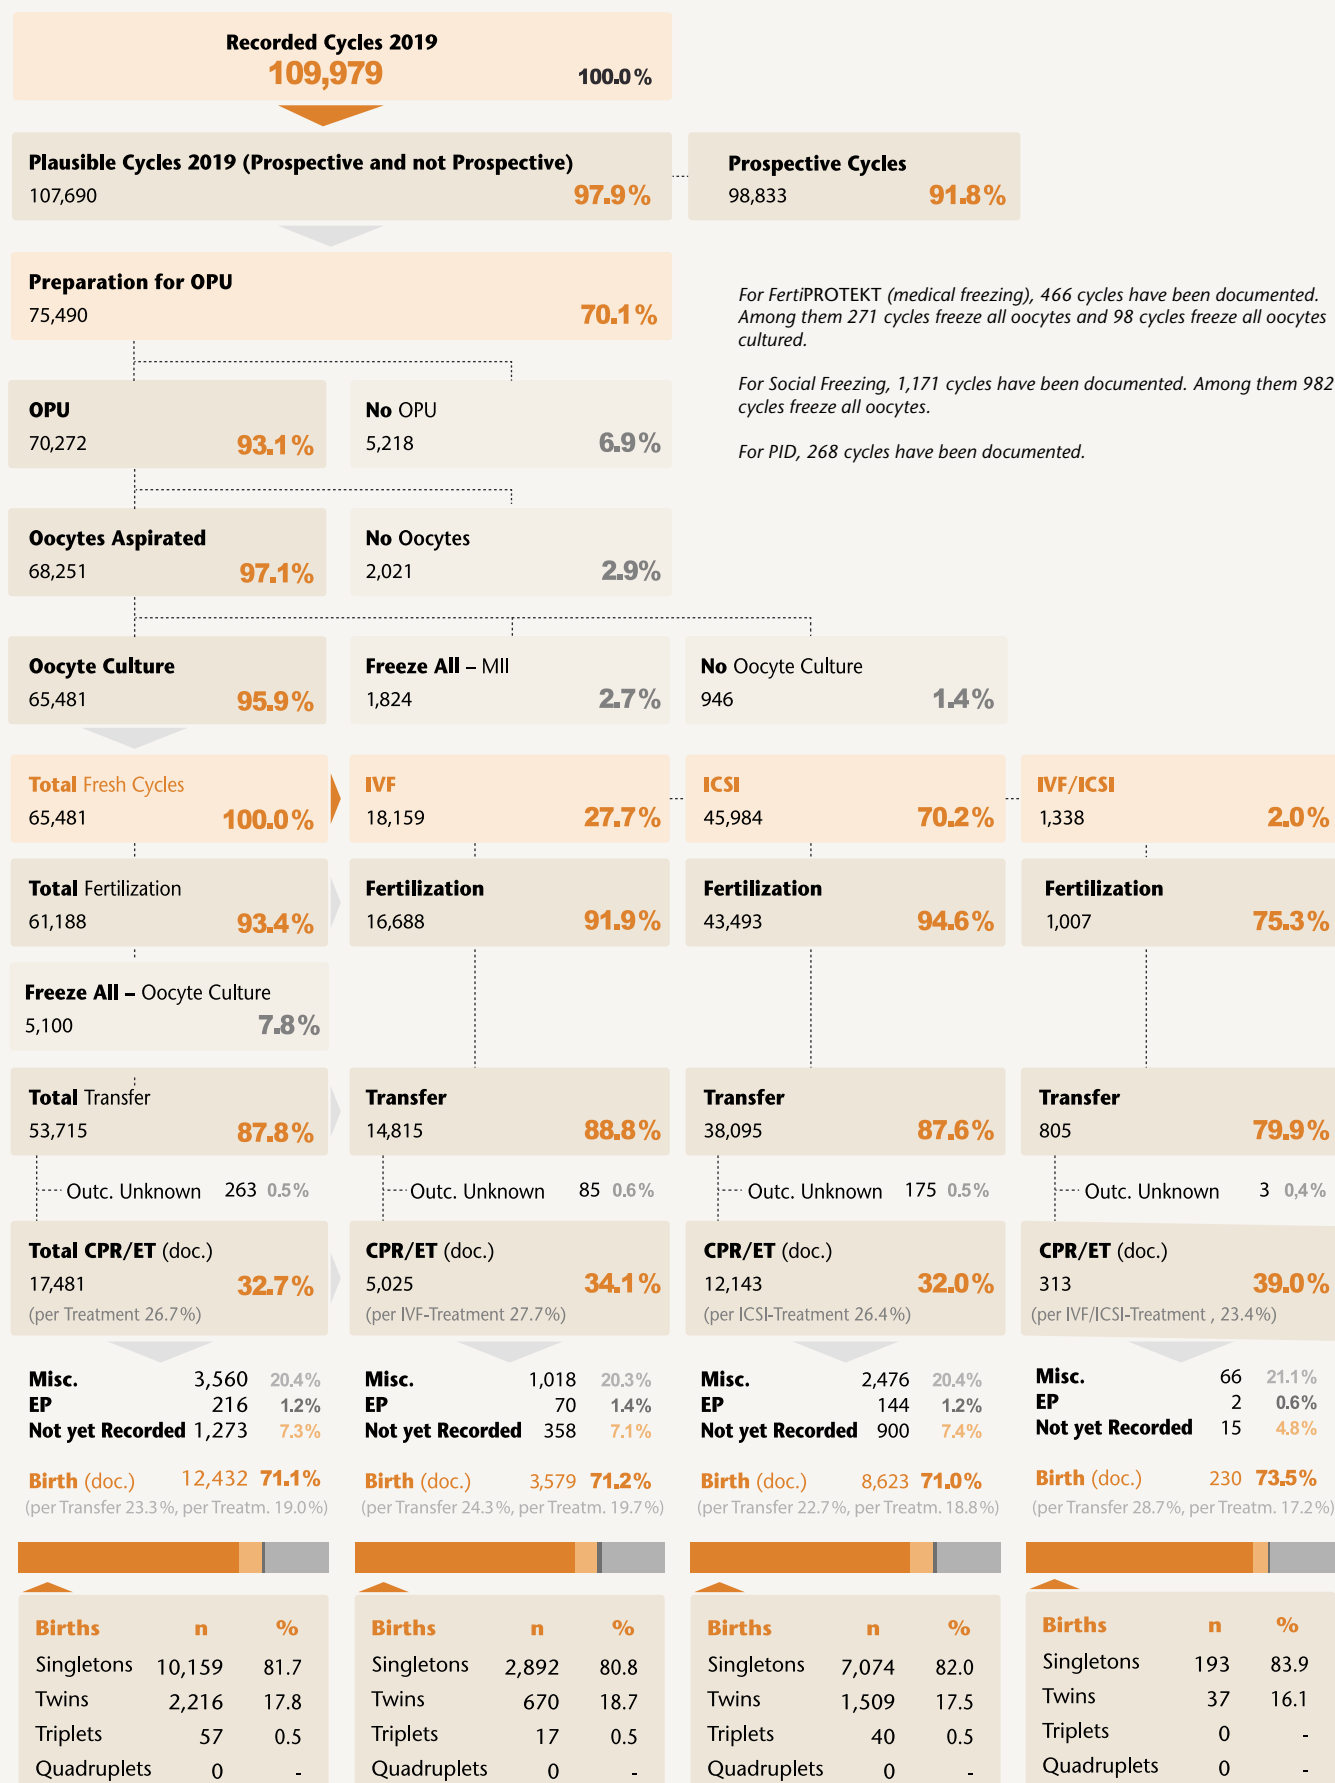 Recorded Cycles 2019
109,979 100.0%
Plausible Cycles 2019 (Prospective and not Prospective)
107,690 97.9%
Prospective Cycles
98,833 91.8%
Preparation for OPU
75,490 70.1%
For FertiPROTEKT (medical freezing), 466 cycles have been documented.
Among them 271 cycles freeze all oocytes and 98 cycles freeze all oocytes
cultured.
For Social Freezing, 1,171 cycles have been documented. Among them 982
cycles freeze all oocytes.
For PID, 268 cycles have been documented.
OPU
70,272 93.1%
No OPU
5,218 6.9%
Oocytes Aspirated
68,251 97.1%
No Oocytes
2,021 2.9%
Oocyte Culture
65,481 95.9%
Freeze All – MII
1,824 2.7%
No Oocyte Culture
946 1.4%
Total Fresh Cycles
65,481 100.0%
IVF
18,159 27.7%
ICSI
45,984 70.2%
IVF/ICSI
1,338 2.0%
Total Fertilization
61,188 93.4%
Fertilization
16,688 91.9%
Fertilization
43,493 94.6%
Fertilization
1,007 75.3%
Freeze All – Oocyte Culture
5,100 7.8%
Total Transfer
53,715 87.8%
Transfer
14,815 88.8%
Transfer
38,095 87.6%
Transfer
805 79.9%
Outc. Unknown 263 0.5%
Outc. Unknown 85 0.6%
Outc. Unknown 175 0.5%
Outc. Unknown 3 0,4%
Total CPR/ET (doc.)
17,481 32.7%
(per Treatment 26.7%)
CPR/ET (doc.)
5,025 34.1%
(per IVF-Treatment 27.7%)
CPR/ET (doc.)
12,143 32.0%
(per ICSI-Treatment 26.4%)
CPR/ET (doc.)
313 39.0%
(per IVF/ICSI-Treatment , 23.4%)
Misc. 3,560 20.4%
EP 216 1.2%
Not yet Recorded 1,273 7.3%
Birth (doc.) 12,432 71.1%
(per Transfer 23.3%, per Treatm. 19.0%)
Misc. 1,018 20.3%
EP 70 1.4%
Not yet Recorded 358 7.1%
Birth (doc.) 3,579 71.2%
(per Transfer 24.3%, per Treatm. 19.7%)
Misc. 2,476 20.4%
EP 144 1.2%
Not yet Recorded 900 7.4%
Birth (doc.) 8,623 71.0%
(per Transfer 22.7%, per Treatm. 18.8%)
Misc. 66 21.1%
EP 2 0.6%
Not yet Recorded 15 4.8%
Birth (doc.) 230 73.5%
(per Transfer 28.7%, per Treatm. 17.2%)
Births n %
Singletons 10,159 81.7
Twins 2,216 17.8
Triplets 57 0.5
Quadruplets 0 -
Births n %
Singletons 2,892 80.8
Twins 670 18.7
Triplets 17 0.5
Quadruplets 0 -
Births n %
Singletons 7,074 82.0
Twins 1,509 17.5
Triplets 40 0.5
Quadruplets 0 -
Births n %
Singletons 193 83.9
Twins 37 16.1
Triplets 0 -
Quadruplets 0 -